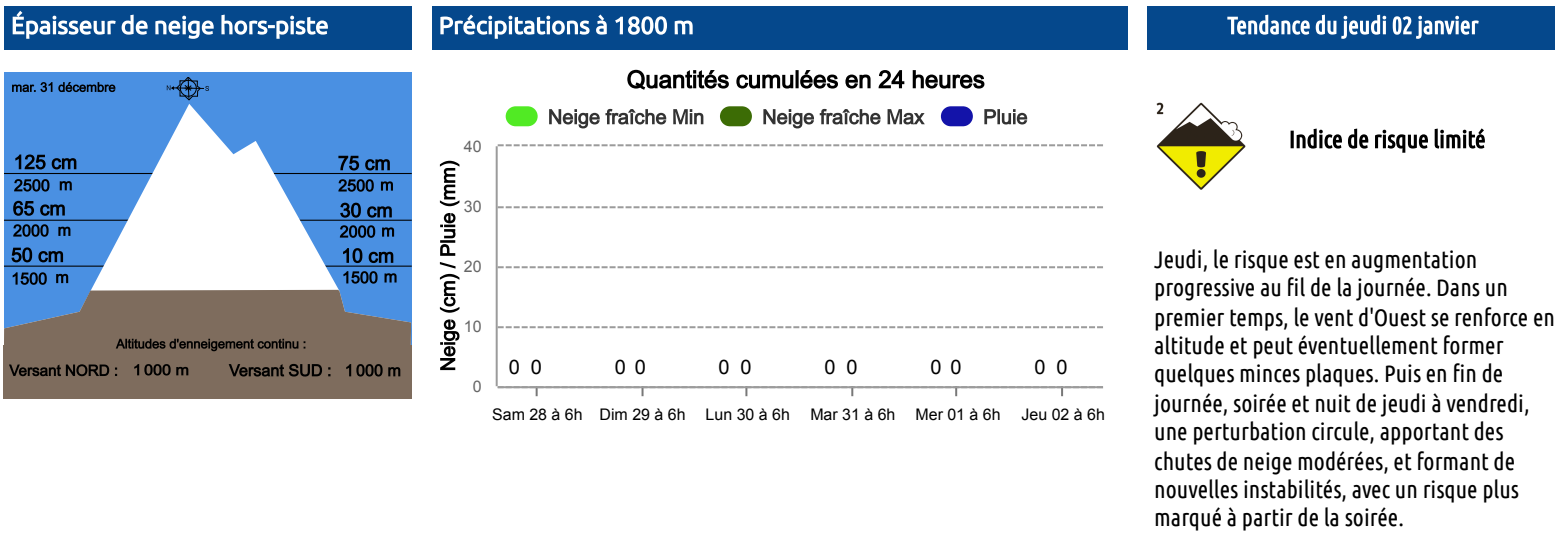 Épaisseur de neige hors-piste
mar. 31 décembre
N S
125 cm 75 cm
2500 m 2500 m
65 cm 30 cm
2000 m 2000 m
50 cm 10 cm
1500 m 1500 m
Altitudes d'enneigement continu :
Versant NORD : 1000 m Versant SUD : 1000 m
Précipitations à 1800 m
Quantités cumulées en 24 heures
Neige fraîche Min Neige fraîche Max Pluie
Neige (cm) / Pluie (mm)
40
30
20
10
0
0 0 0 0 0 0 0 0 0 0 0 0
Sam 28 à 6h Dim 29 à 6h Lun 30 à 6h Mar 31 à 6h Mer 01 à 6h Jeu 02 à 6h
Tendance du jeudi 02 janvier
2
Indice de risque limité
Jeudi, le risque est en augmentation
progressive au fil de la journée. Dans un
premier temps, le vent d'Ouest se renforce en
altitude et peut éventuellement former
quelques minces plaques. Puis en fin de
journée, soirée et nuit de jeudi à vendredi,
une perturbation circule, apportant des
chutes de neige modérées, et formant de
nouvelles instabilités, avec un risque plus
marqué à partir de la soirée.